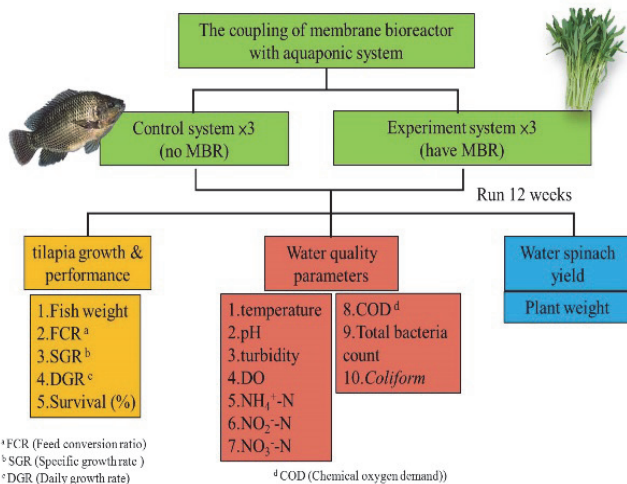 The coupling of membrane bioreactor
with aquaponic system
Control system ×3
(no MBR)
Experiment system ×3
(have MBR)
Run 12 weeks
tilapia growth &
performance
1.Fish weight
2.FCR ᵃ
3.SGR ᵇ
4.DGR ᶜ
5.Survival (%)
Water quality
parameters
1.temperature
2.pH
3.turbidity
4.DO
5.NH₄⁺-N
6.NO₂⁻-N
7.NO₃⁻-N
8.COD ᵈ
9.Total bacteria
count
10.Coliform
Water spinach
yield
Plant weight
ᵃ FCR (Feed conversion ratio)
ᵇ SGR (Specific growth rate )
ᶜ DGR (Daily growth rate)
ᵈ COD (Chemical oxygen demand))